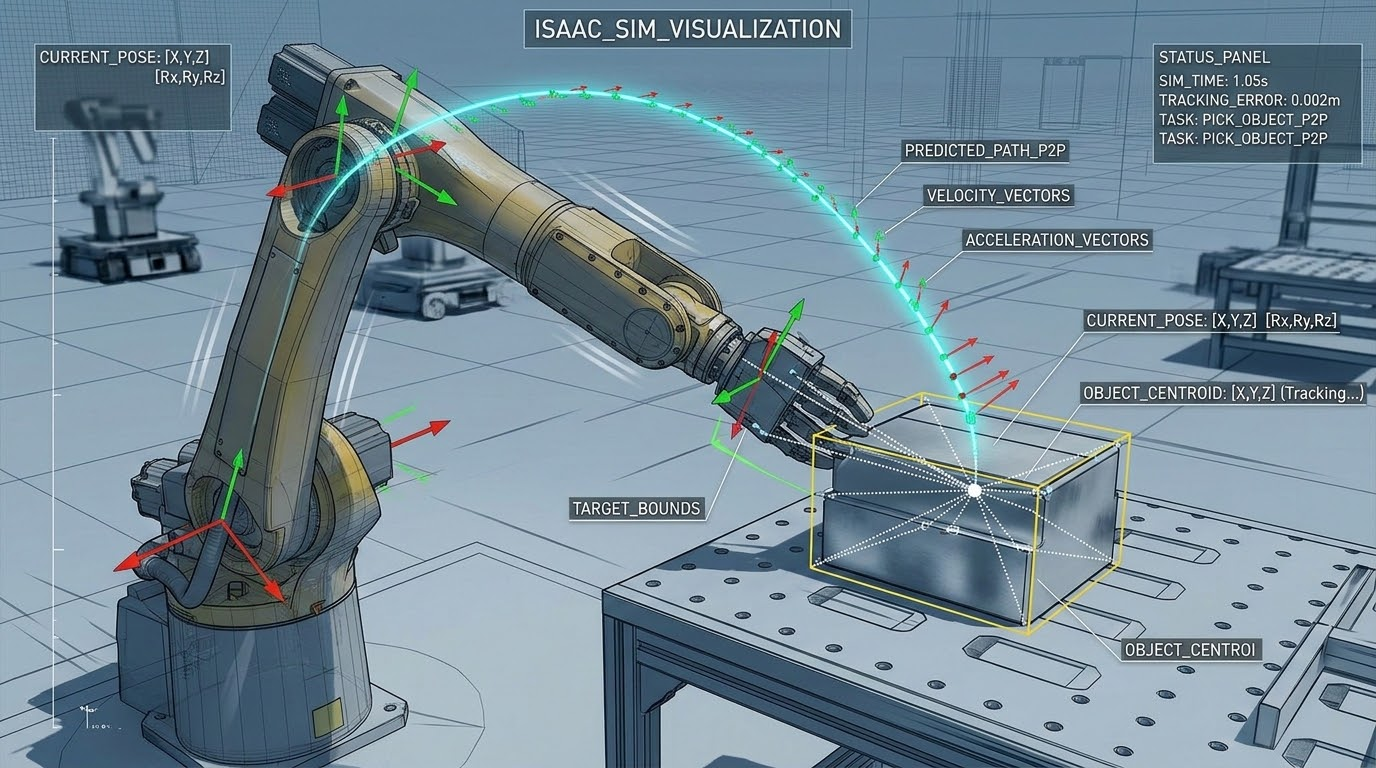 ISAAC_SIM_VISUALIZATION
CURRENT_POSE: [X,Y,Z]
[Rx,Ry,Rz]
STATUS_PANEL
SIM_TIME: 1.05s
TRACKING_ERROR: 0.002m
TASK: PICK_OBJECT_P2P
TASK: PICK_OBJECT_P2P
PREDICTED_PATH_P2P
VELOCITY_VECTORS
ACCELERATION_VECTORS
CURRENT_POSE: [X,Y,Z] [Rx,Ry,Rz]
OBJECT_CENTROID: [X,Y,Z] (Tracking...)
TARGET_BOUNDS
OBJECT_CENTROI